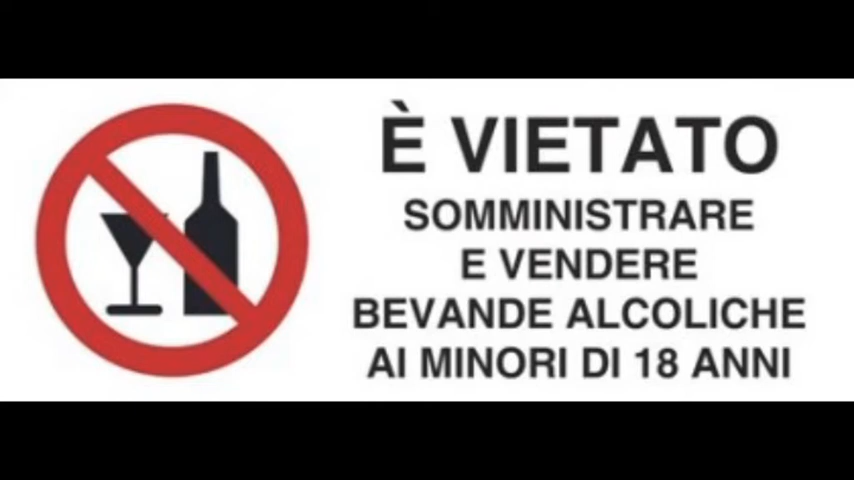 È VIETATO
SOMMINISTRARE
E VENDERE
BEVANDE ALCOLICHE
AI MINORI DI 18 ANNI